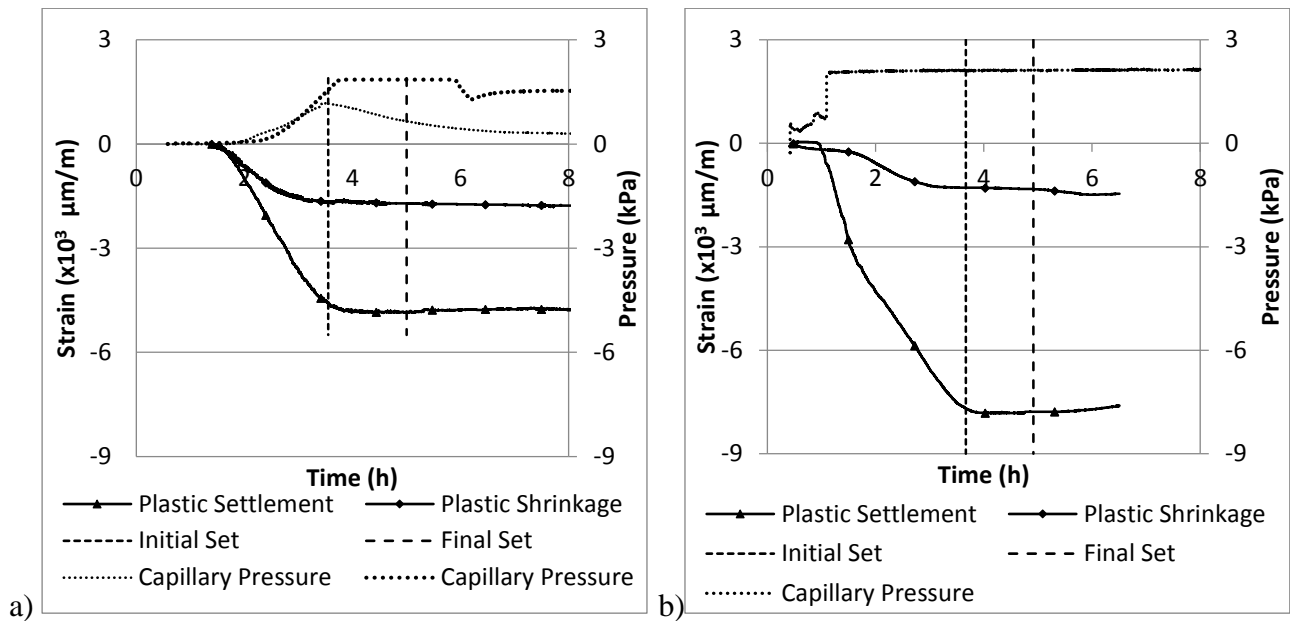 3
0
-3
-6
-9
0
2
4
6
8
3
0
-3
-6
-9
Strain (x10³ µm/m)
Pressure (kPa)
Time (h)
Plastic Settlement
Plastic Shrinkage
Initial Set
Final Set
Capillary Pressure
Capillary Pressure
a)
3
0
-3
-6
-9
0
2
4
6
8
3
0
-3
-6
-9
Strain (x10³ µm/m)
Pressure (kPa)
Time (h)
Plastic Settlement
Plastic Shrinkage
Initial Set
Final Set
Capillary Pressure
b)